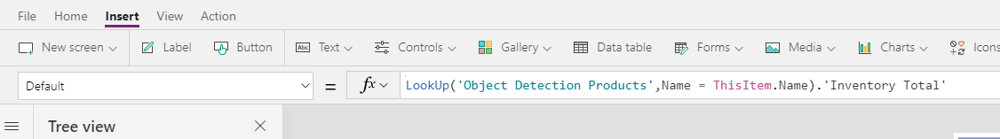 File Home Insert View Action
New screen Label Button Abc Text Controls Gallery Data table Forms Media Charts Icons
Default = fx LookUp('Object Detection Products',Name = ThisItem.Name).'Inventory Total'
Tree view